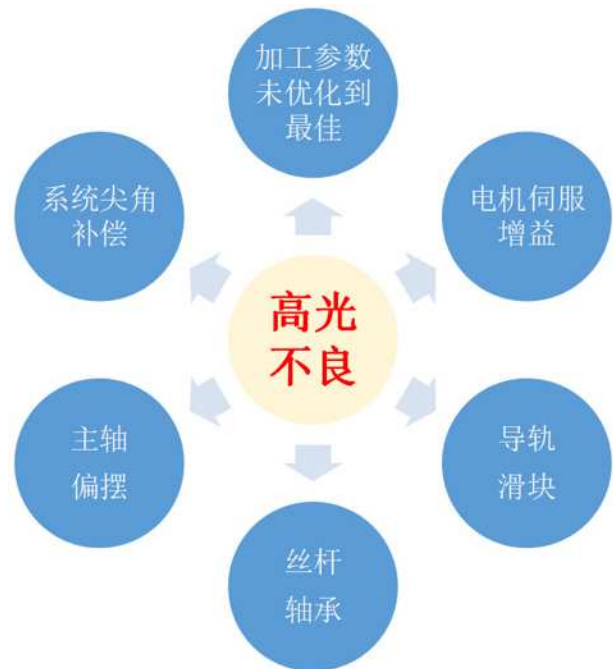 加工参数
未优化到
最佳
系统尖角
补偿
电机伺服
增益
高光
不良
主轴
偏摆
导轨
滑块
丝杆
轴承